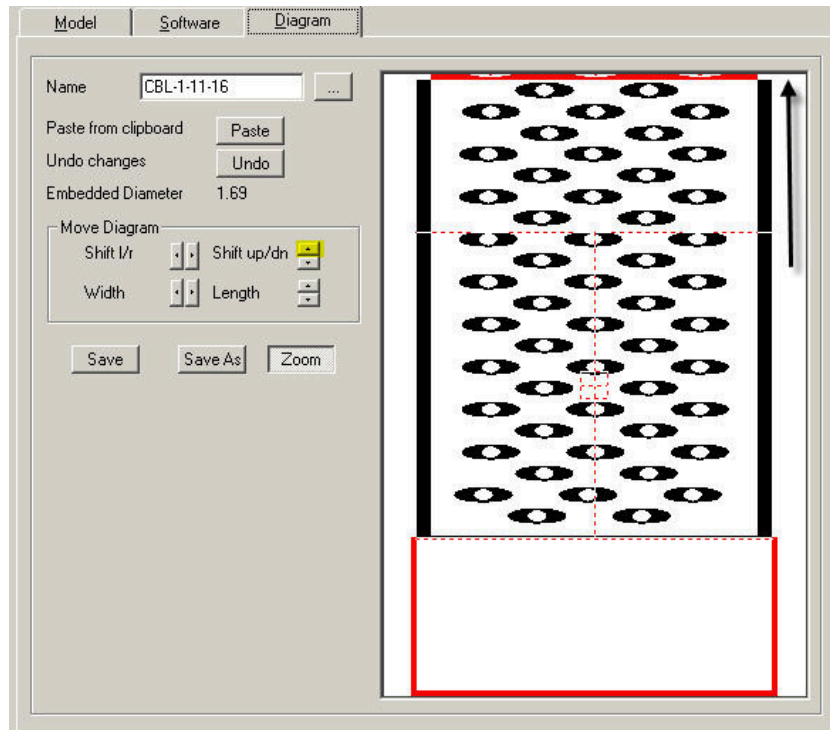 Model Software Diagram
Name CBL-1-11-16 ...
Paste from clipboard Paste
Undo changes Undo
Embedded Diameter 1.69
Move Diagram
Shift l/r Shift up/dn
Width Length
Save Save As Zoom